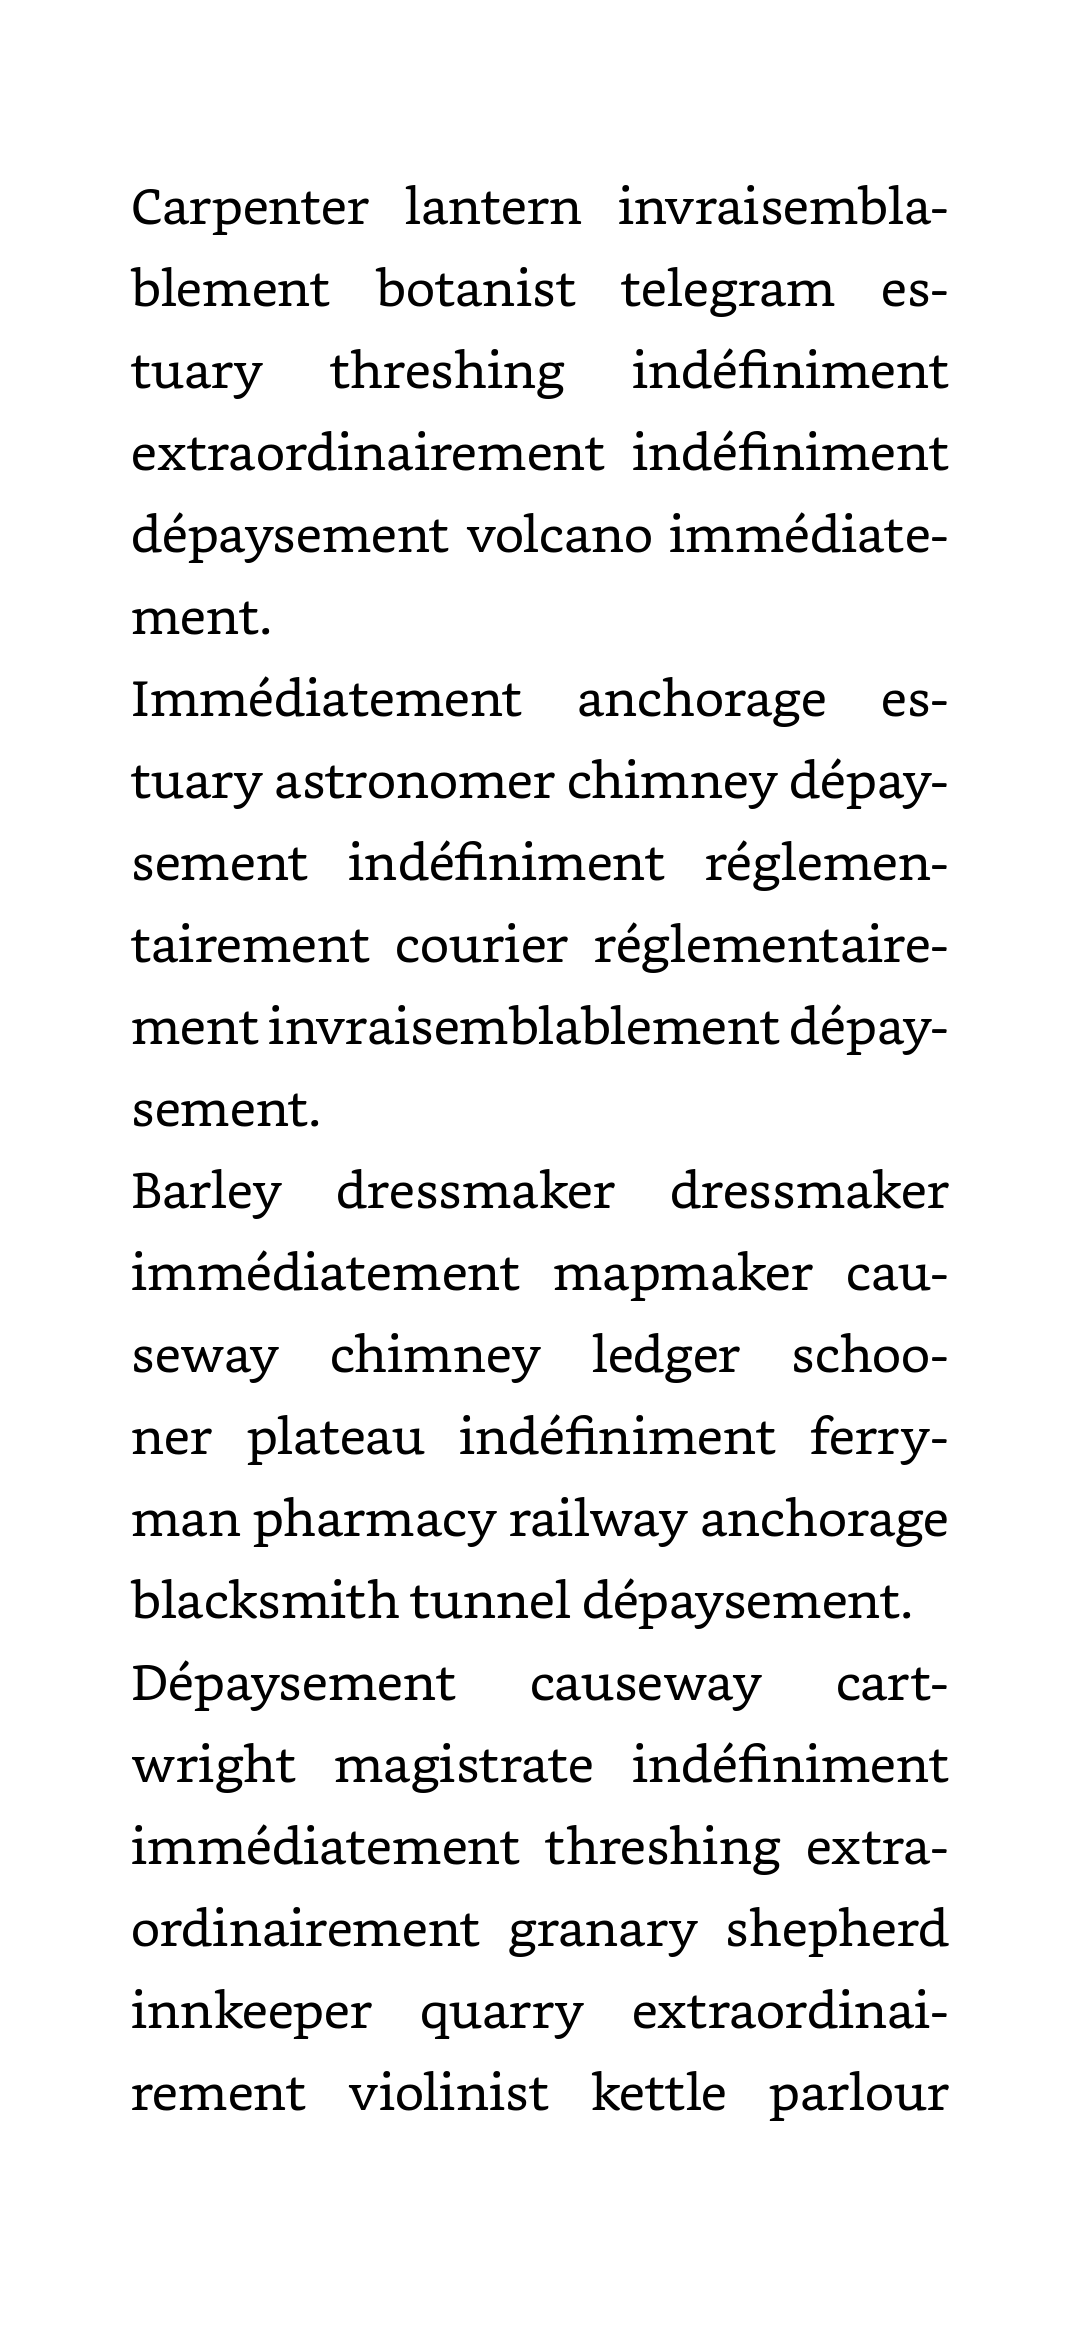 Carpenter lantern invraisembla-
blement botanist telegram es-
tuary threshing indéfiniment
extraordinairement indéfiniment
dépaysement volcano immédiate-
ment.
Immédiatement anchorage es-
tuary astronomer chimney dépay-
sement indéfiniment réglemen-
tairement courier réglementaire-
ment invraisemblablement dépay-
sement.
Barley dressmaker dressmaker
immédiatement mapmaker cau-
seway chimney ledger schoo-
ner plateau indéfiniment ferry-
man pharmacy railway anchorage
blacksmith tunnel dépaysement.
Dépaysement causeway cart-
wright magistrate indéfiniment
immédiatement threshing extra-
ordinairement granary shepherd
innkeeper quarry extraordinai-
rement violinist kettle parlour